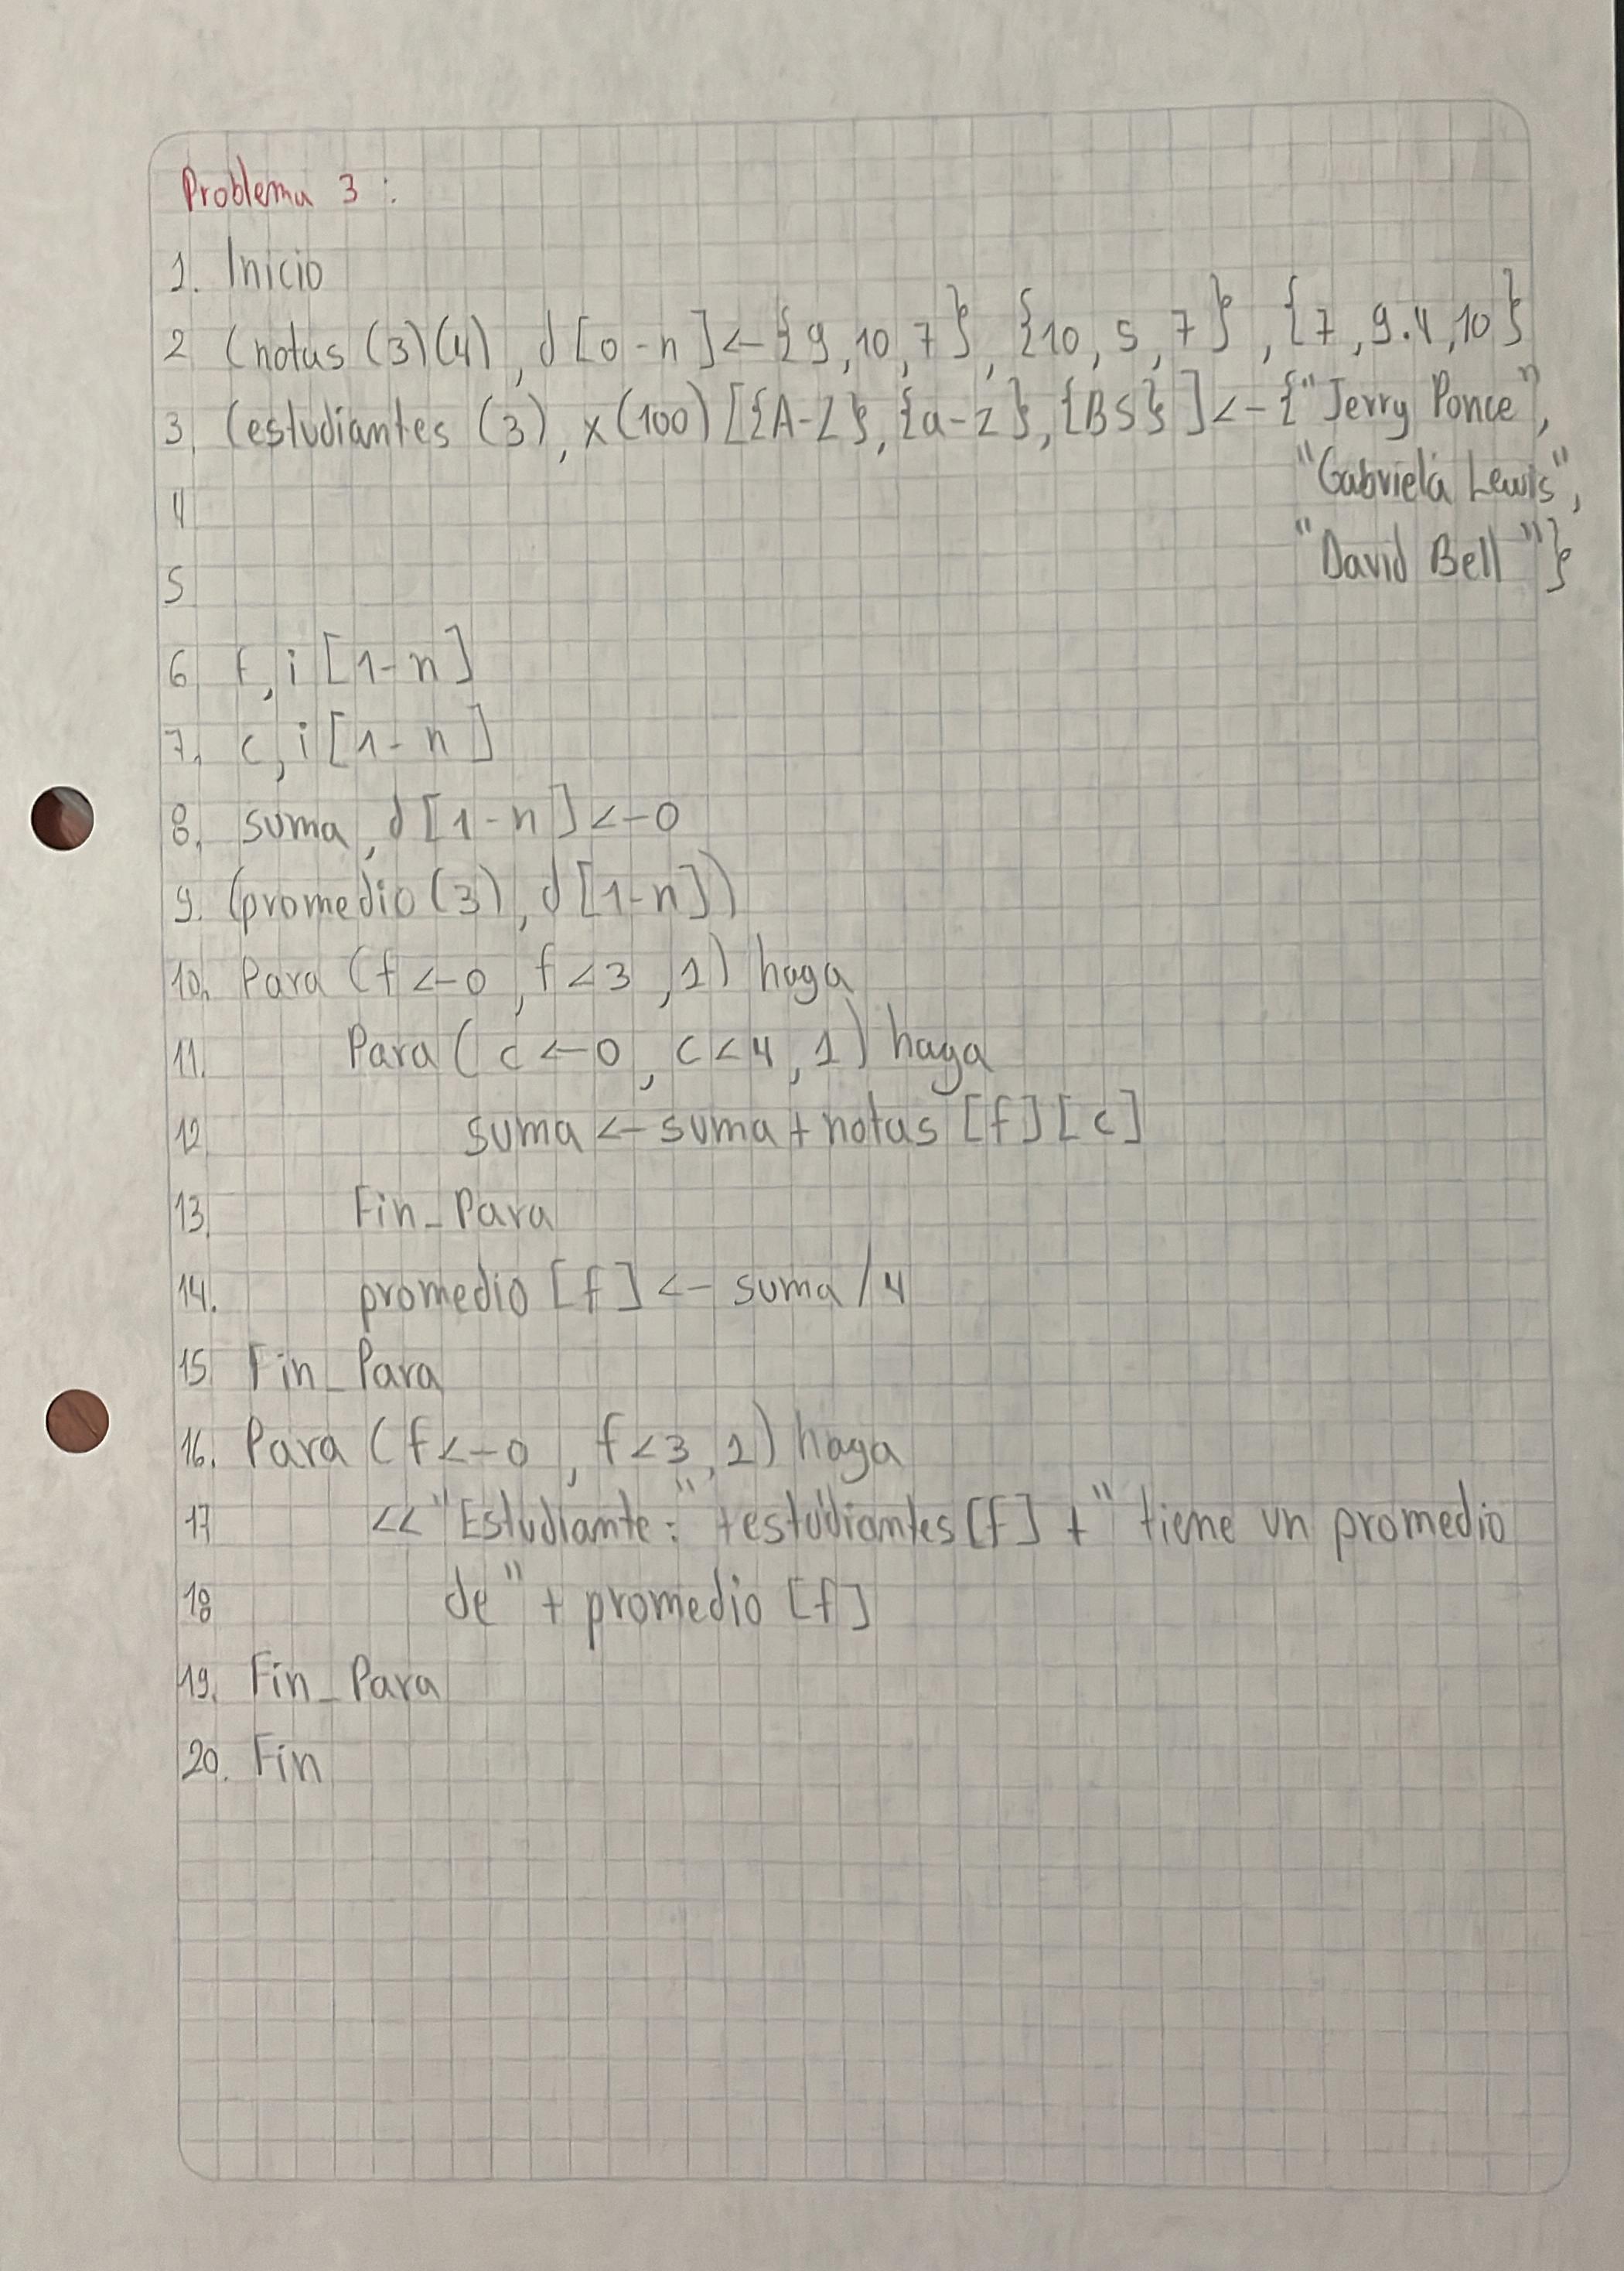 Problema 3:
1. Inicio
2 (notas (3)(4), d[0-n]<-{9,10,7}, {10,5,7}, {7,9.4,10}
3. (estudiantes (3), x(100)[{A-Z},{a-z},{BS}]<-{"Jerry Ponce",
"Gabriela Lewis",
4
"David Bell"}
5
6 f,i[1-n]
7. c,i[1-n]
8. suma,d[1-n]<-0
9. (promedio(3),d[1-n])
10. Para (f<-0, f<3, 1) haga
11. Para (c<-0, c<4, 1) haga
12 suma<-suma+notas[f][c]
13. Fin_Para
14. promedio[f]<-suma/4
15 Fin_Para
16. Para (f<-0, f<3, 1) haga
17 <<"Estudiante:"+estudiantes[f]+" tiene un promedio
18 de"+promedio[f]
19. Fin_Para
20. Fin